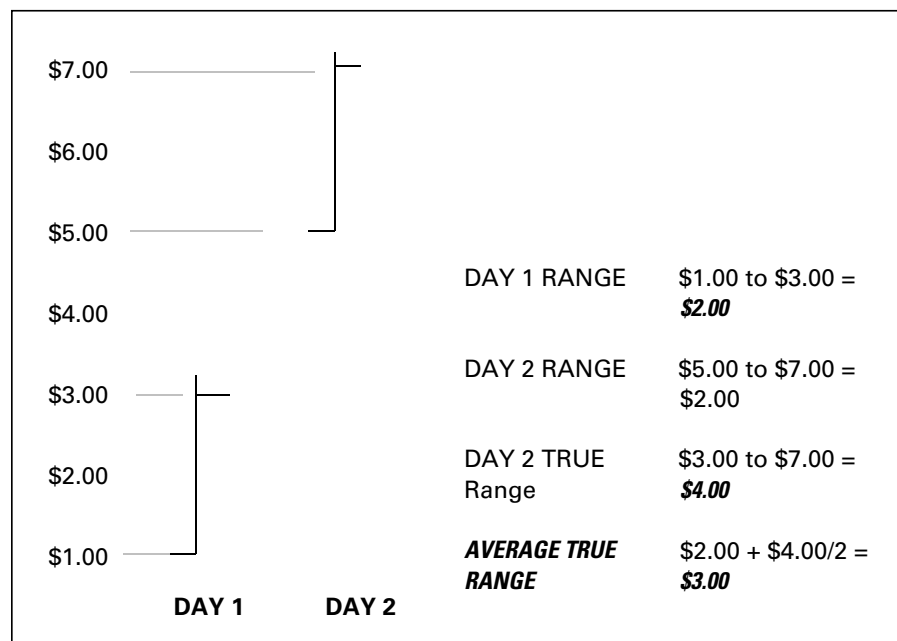 $7.00
$6.00
$5.00
$4.00
$3.00
$2.00
$1.00
DAY 1 DAY 2
DAY 1 RANGE $1.00 to $3.00 =
$2.00
DAY 2 RANGE $5.00 to $7.00 =
$2.00
DAY 2 TRUE $3.00 to $7.00 =
Range $4.00
AVERAGE TRUE $2.00 + $4.00/2 =
RANGE $3.00